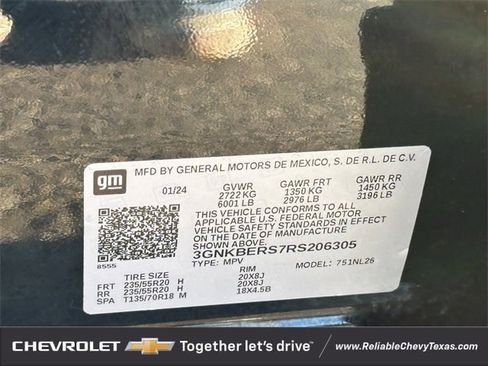 gm
MFD BY GENERAL MOTORS DE MEXICO, S. DE R.L. DE C.V.
01/24 GVWR GAWR FRT GAWR RR
2722 KG 1350 KG 1450 KG
6001 LB 2976 LB 3196 LB
THIS VEHICLE CONFORMS TO ALL
APPLICABLE U.S. FEDERAL MOTOR
VEHICLE SAFETY STANDARDS IN EFFECT
ON THE DATE OF MANUFACTURE
SHOWN ABOVE.
3GNKBERS7RS206305
8555 TYPE: MPV MODEL: 751NL26
TIRE SIZE RIM
FRT 235/55R20 H 20X8J
RR 235/55R20 H 20X8J
SPA T135/70R18 M 18X4.5B
CHEVROLET Together let's drive™ www.ReliableChevyTexas.com